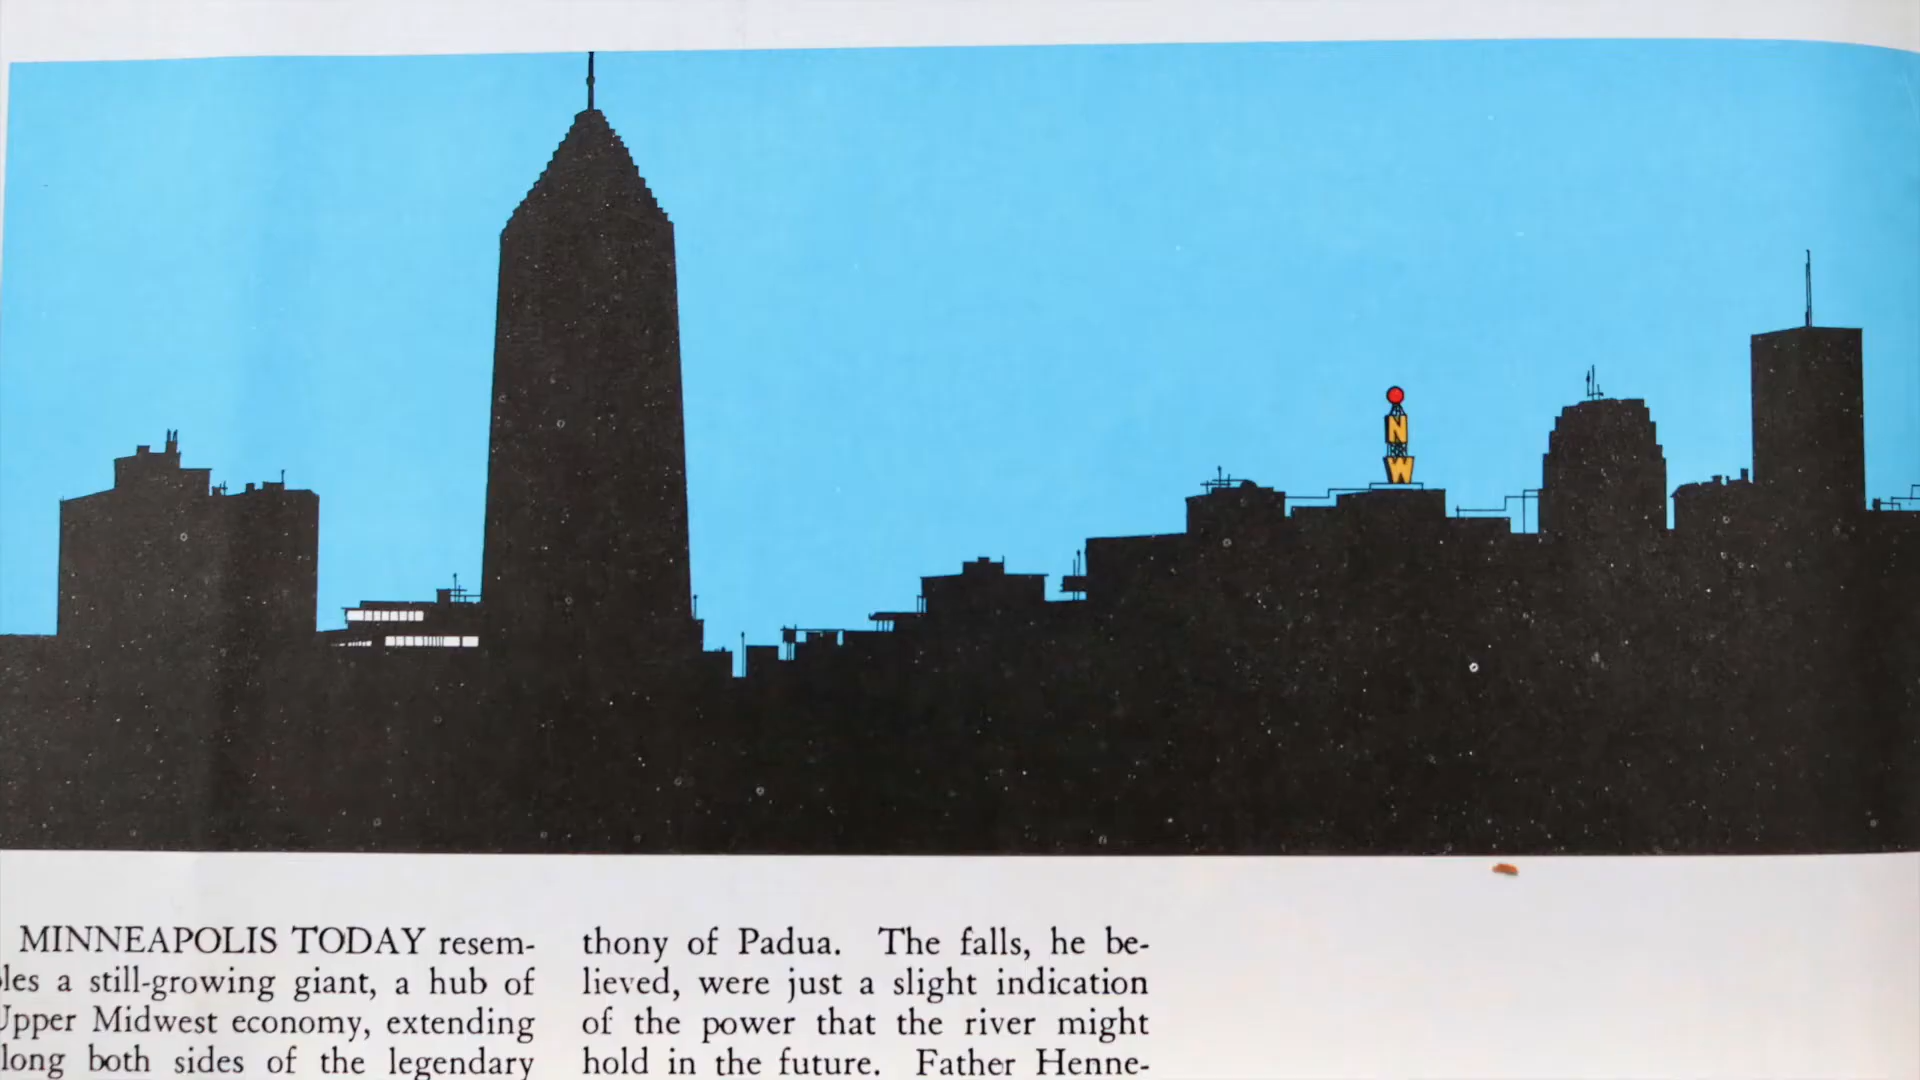 N
W
MINNEAPOLIS TODAY resem-
les a still-growing giant, a hub of
Upper Midwest economy, extending
long both sides of the legendary
thony of Padua. The falls, he be-
lieved, were just a slight indication
of the power that the river might
hold in the future. Father Henne-